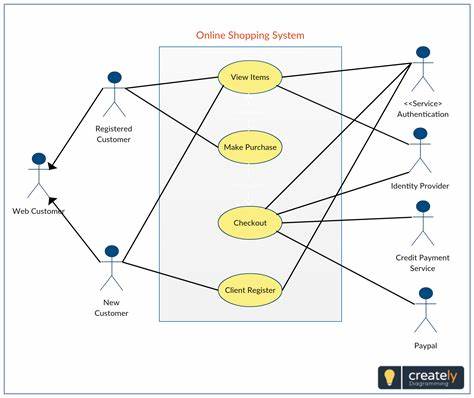 Online Shopping System
View Items
Registered
Customer
<<Service>
Authentication
Make Purchase
Web Customer
Identity Provider
Checkout
Credit Payment
Service
New
Customer
Client Register
Paypal
creately
Diagramming